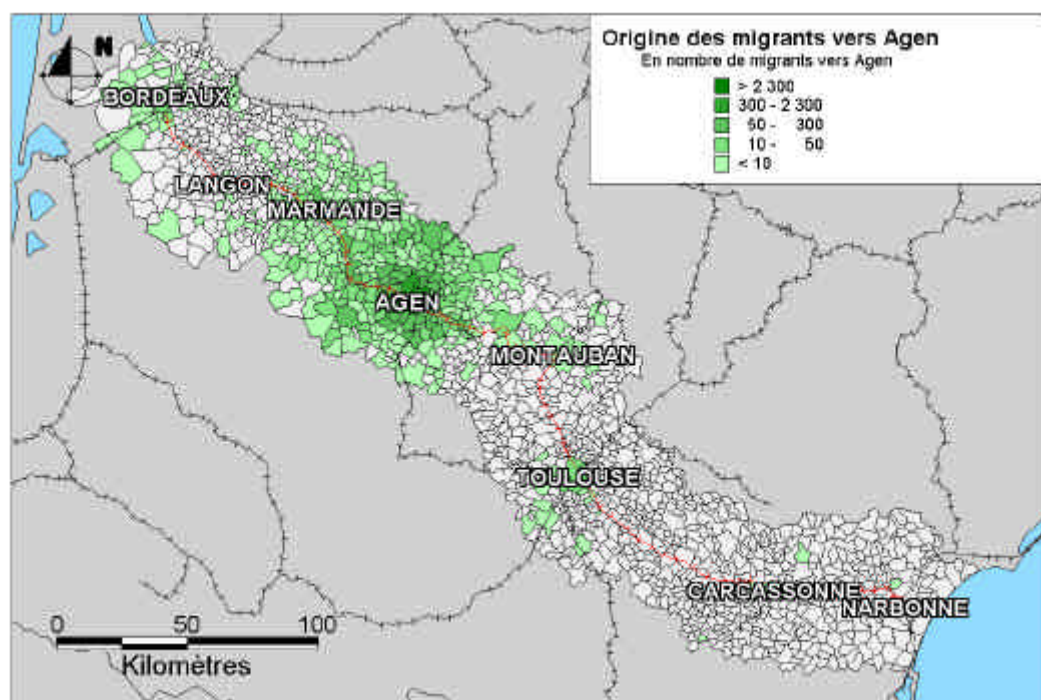 Origine des migrants vers Agen
En nombre de migrants vers Agen
> 2 300
300 - 2 300
50 - 300
10 - 50
< 10
N
BORDEAUX
LANGON
MARMANDE
AGEN
MONTAUBAN
TOULOUSE
CARCASSONNE
NARBONNE
0 50 100
Kilomètres